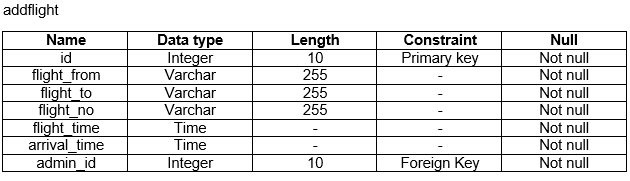 addflight
Name Data type Length Constraint Null
id Integer 10 Primary key Not null
flight_from Varchar 255 - Not null
flight_to Varchar 255 - Not null
flight_no Varchar 255 - Not null
flight_time Time - - Not null
arrival_time Time - - Not null
admin_id Integer 10 Foreign Key Not null